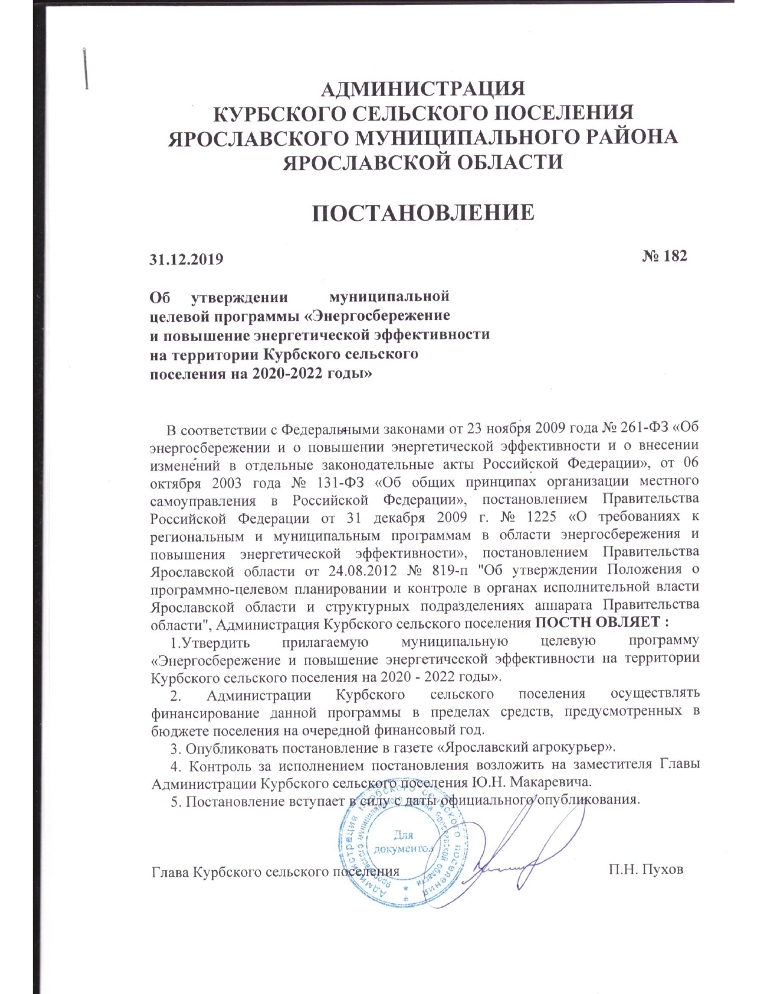 АДМИНИСТРАЦИЯ
КУРБСКОГО СЕЛЬСКОГО ПОСЕЛЕНИЯ
ЯРОСЛАВСКОГО МУНИЦИПАЛЬНОГО РАЙОНА
ЯРОСЛАВСКОЙ ОБЛАСТИ
ПОСТАНОВЛЕНИЕ
31.12.2019 № 182
Об утверждении муниципальной
целевой программы «Энергосбережение
и повышение энергетической эффективности
на территории Курбского сельского
поселения на 2020-2022 годы»
В соответствии с Федеральными законами от 23 ноября 2009 года № 261-ФЗ «Об
энергосбережении и о повышении энергетической эффективности и о внесении
изменений в отдельные законодательные акты Российской Федерации», от 06
октября 2003 года № 131-ФЗ «Об общих принципах организации местного
самоуправления в Российской Федерации», постановлением Правительства
Российской Федерации от 31 декабря 2009 г. № 1225 «О требованиях к
региональным и муниципальным программам в области энергосбережения и
повышения энергетической эффективности», постановлением Правительства
Ярославской области от 24.08.2012 № 819-п "Об утверждении Положения о
программно-целевом планировании и контроле в органах исполнительной власти
Ярославской области и структурных подразделениях аппарата Правительства
области", Администрация Курбского сельского поселения ПОСТН ОВЛЯЕТ :
1.Утвердить прилагаемую муниципальную целевую программу
«Энергосбережение и повышение энергетической эффективности на территории
Курбского сельского поселения на 2020 - 2022 годы».
2. Администрации Курбского сельского поселения осуществлять
финансирование данной программы в пределах средств, предусмотренных в
бюджете поселения на очередной финансовый год.
3. Опубликовать постановление в газете «Ярославский агрокурьер».
4. Контроль за исполнением постановления возложить на заместителя Главы
Администрации Курбского сельского поселения Ю.Н. Макаревича.
5. Постановление вступает в силу с даты официального опубликования.
Администрация Курбского сельского поселения
Ярославского муниципального района Ярославской области
Для
документов
Глава Курбского сельского поселения П.Н. Пухов